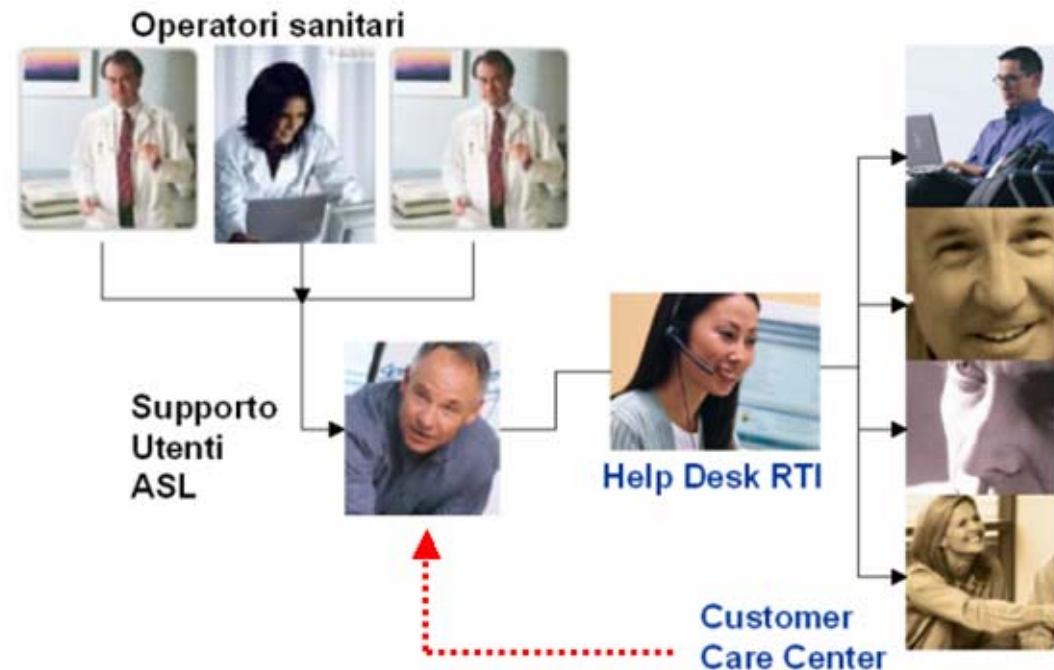 Operatori sanitari
Supporto
Utenti
ASL
Help Desk RTI
Customer
Care Center